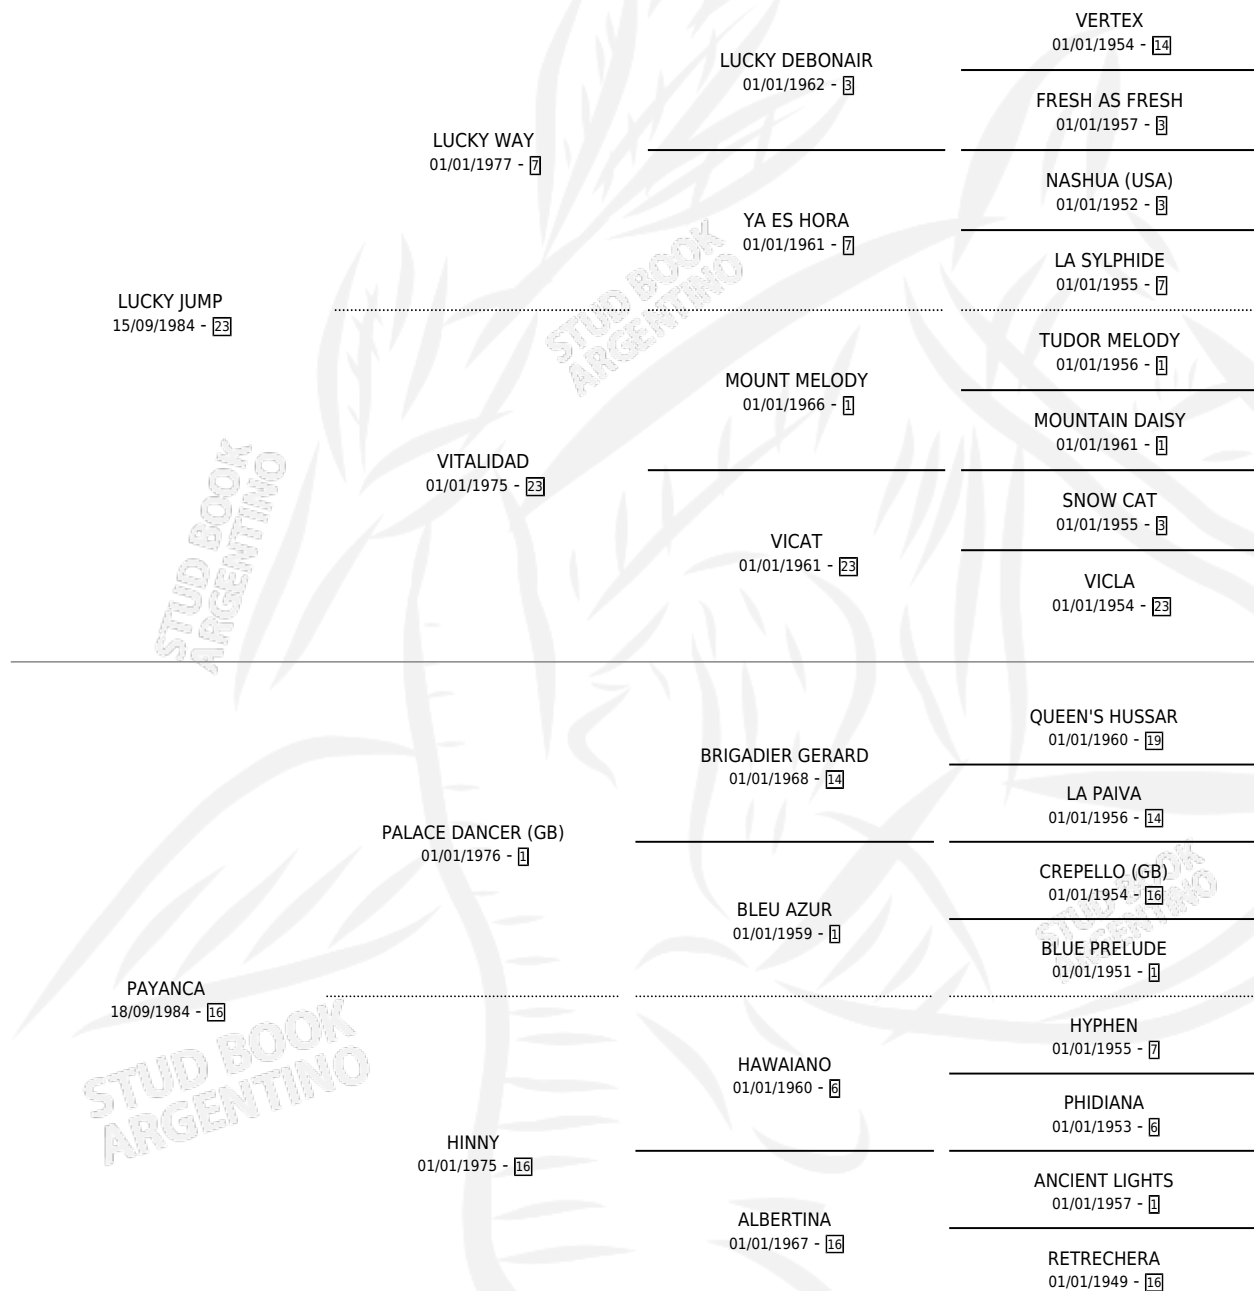 VERTEX
01/01/1954 - 14
LUCKY DEBONAIR
01/01/1962 - 3
FRESH AS FRESH
01/01/1957 - 3
LUCKY WAY
01/01/1977 - 7
NASHUA (USA)
01/01/1952 - 3
YA ES HORA
01/01/1961 - 7
LA SYLPHIDE
01/01/1955 - 7
LUCKY JUMP
15/09/1984 - 23
TUDOR MELODY
01/01/1956 - 1
MOUNT MELODY
01/01/1966 - 1
MOUNTAIN DAISY
01/01/1961 - 1
VITALIDAD
01/01/1975 - 23
SNOW CAT
01/01/1955 - 3
VICAT
01/01/1961 - 23
VICLA
01/01/1954 - 23
QUEEN'S HUSSAR
01/01/1960 - 19
BRIGADIER GERARD
01/01/1968 - 14
LA PAIVA
01/01/1956 - 14
PALACE DANCER (GB)
01/01/1976 - 1
CREPELLO (GB)
01/01/1954 - 16
BLEU AZUR
01/01/1959 - 1
BLUE PRELUDE
01/01/1951 - 1
PAYANCA
18/09/1984 - 16
HYPHEN
01/01/1955 - 7
HAWAIANO
01/01/1960 - 6
PHIDIANA
01/01/1953 - 6
HINNY
01/01/1975 - 16
ANCIENT LIGHTS
01/01/1957 - 1
ALBERTINA
01/01/1967 - 16
RETRECHERA
01/01/1949 - 16
STUD BOOK
ARGENTINO
STUD BOOK
ARGENTINO
STUD BOOK
ARGENTINO
STUD BOOK
ARGENTINO